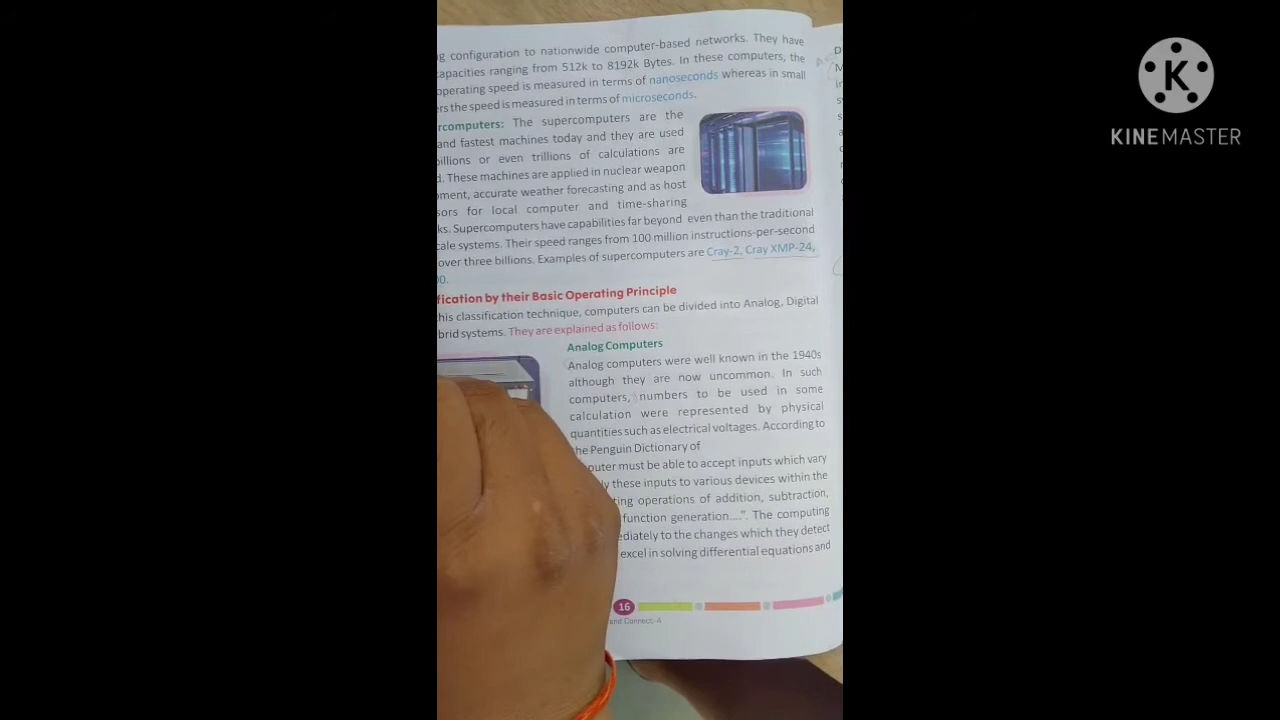 configuration to nationwide computer-based networks. They have
capacities ranging from 512k to 8192k Bytes. In these computers, the
operating speed is measured in terms of nanoseconds whereas in small
the speed is measured in terms of microseconds.
rcomputers: The supercomputers are the
and fastest machines today and they are used
illions or even trillions of calculations are
d. These machines are applied in nuclear weapon
pment, accurate weather forecasting and as host
sors for local computer and time-sharing
ks. Supercomputers have capabilities far beyond even than the traditional
cale systems. Their speed ranges from 100 million instructions-per-second
over three billions. Examples of supercomputers are Cray-2, Cray XMP-24,
00.
fication by their Basic Operating Principle
his classification technique, computers can be divided into Analog, Digital
brid systems. They are explained as follows:
Analog Computers
Analog computers were well known in the 1940s
although they are now uncommon. In such
computers, numbers to be used in some
calculation were represented by physical
quantities such as electrical voltages. According to
the Penguin Dictionary of
puter must be able to accept inputs which vary
ly these inputs to various devices within the
ting operations of addition, subtraction,
function generation....". The computing
ediately to the changes which they detect
excel in solving differential equations and
16
and Connect-4
K
KINEMASTER
D
M